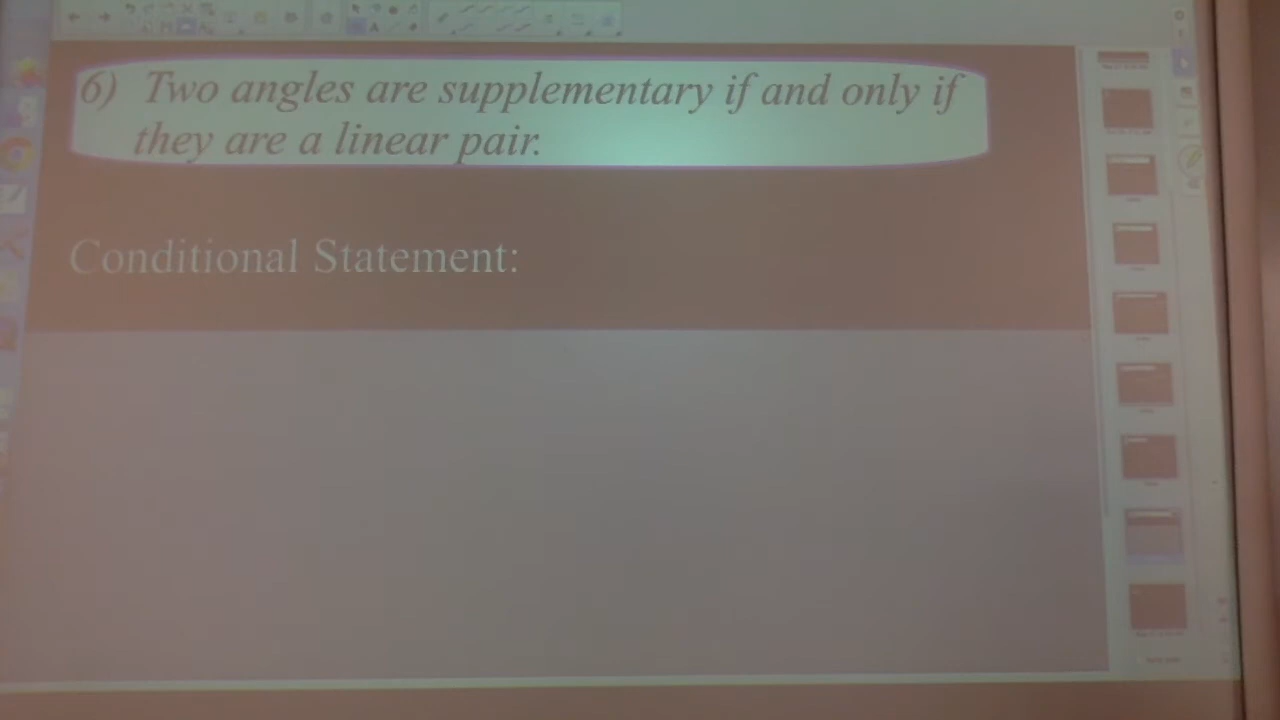 6) Two angles are supplementary if and only if
they are a linear pair.
Conditional Statement: